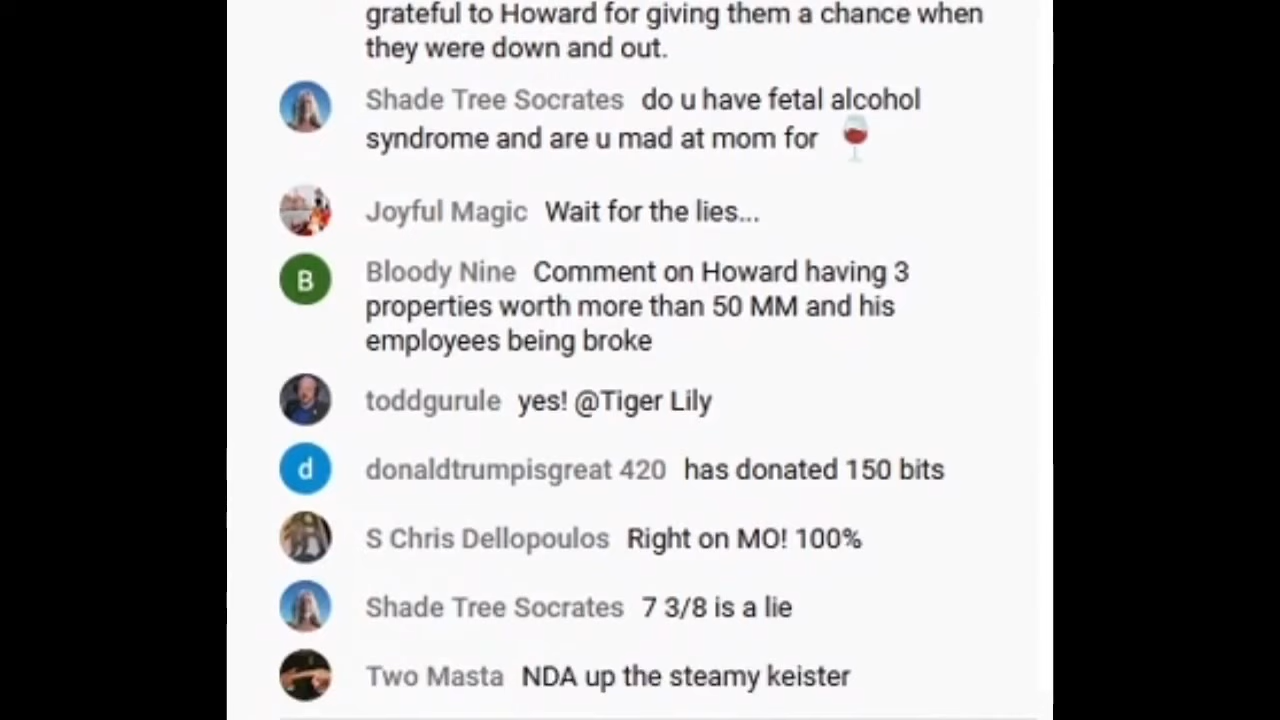 grateful to Howard for giving them a chance when
they were down and out.
Shade Tree Socrates do u have fetal alcohol
syndrome and are u mad at mom for 🍷
Joyful Magic Wait for the lies...
B
Bloody Nine Comment on Howard having 3
properties worth more than 50 MM and his
employees being broke
toddgurule yes! @Tiger Lily
d
donaldtrumpisgreat 420 has donated 150 bits
S Chris Dellopoulos Right on MO! 100%
Shade Tree Socrates 7 3/8 is a lie
Two Masta NDA up the steamy keister